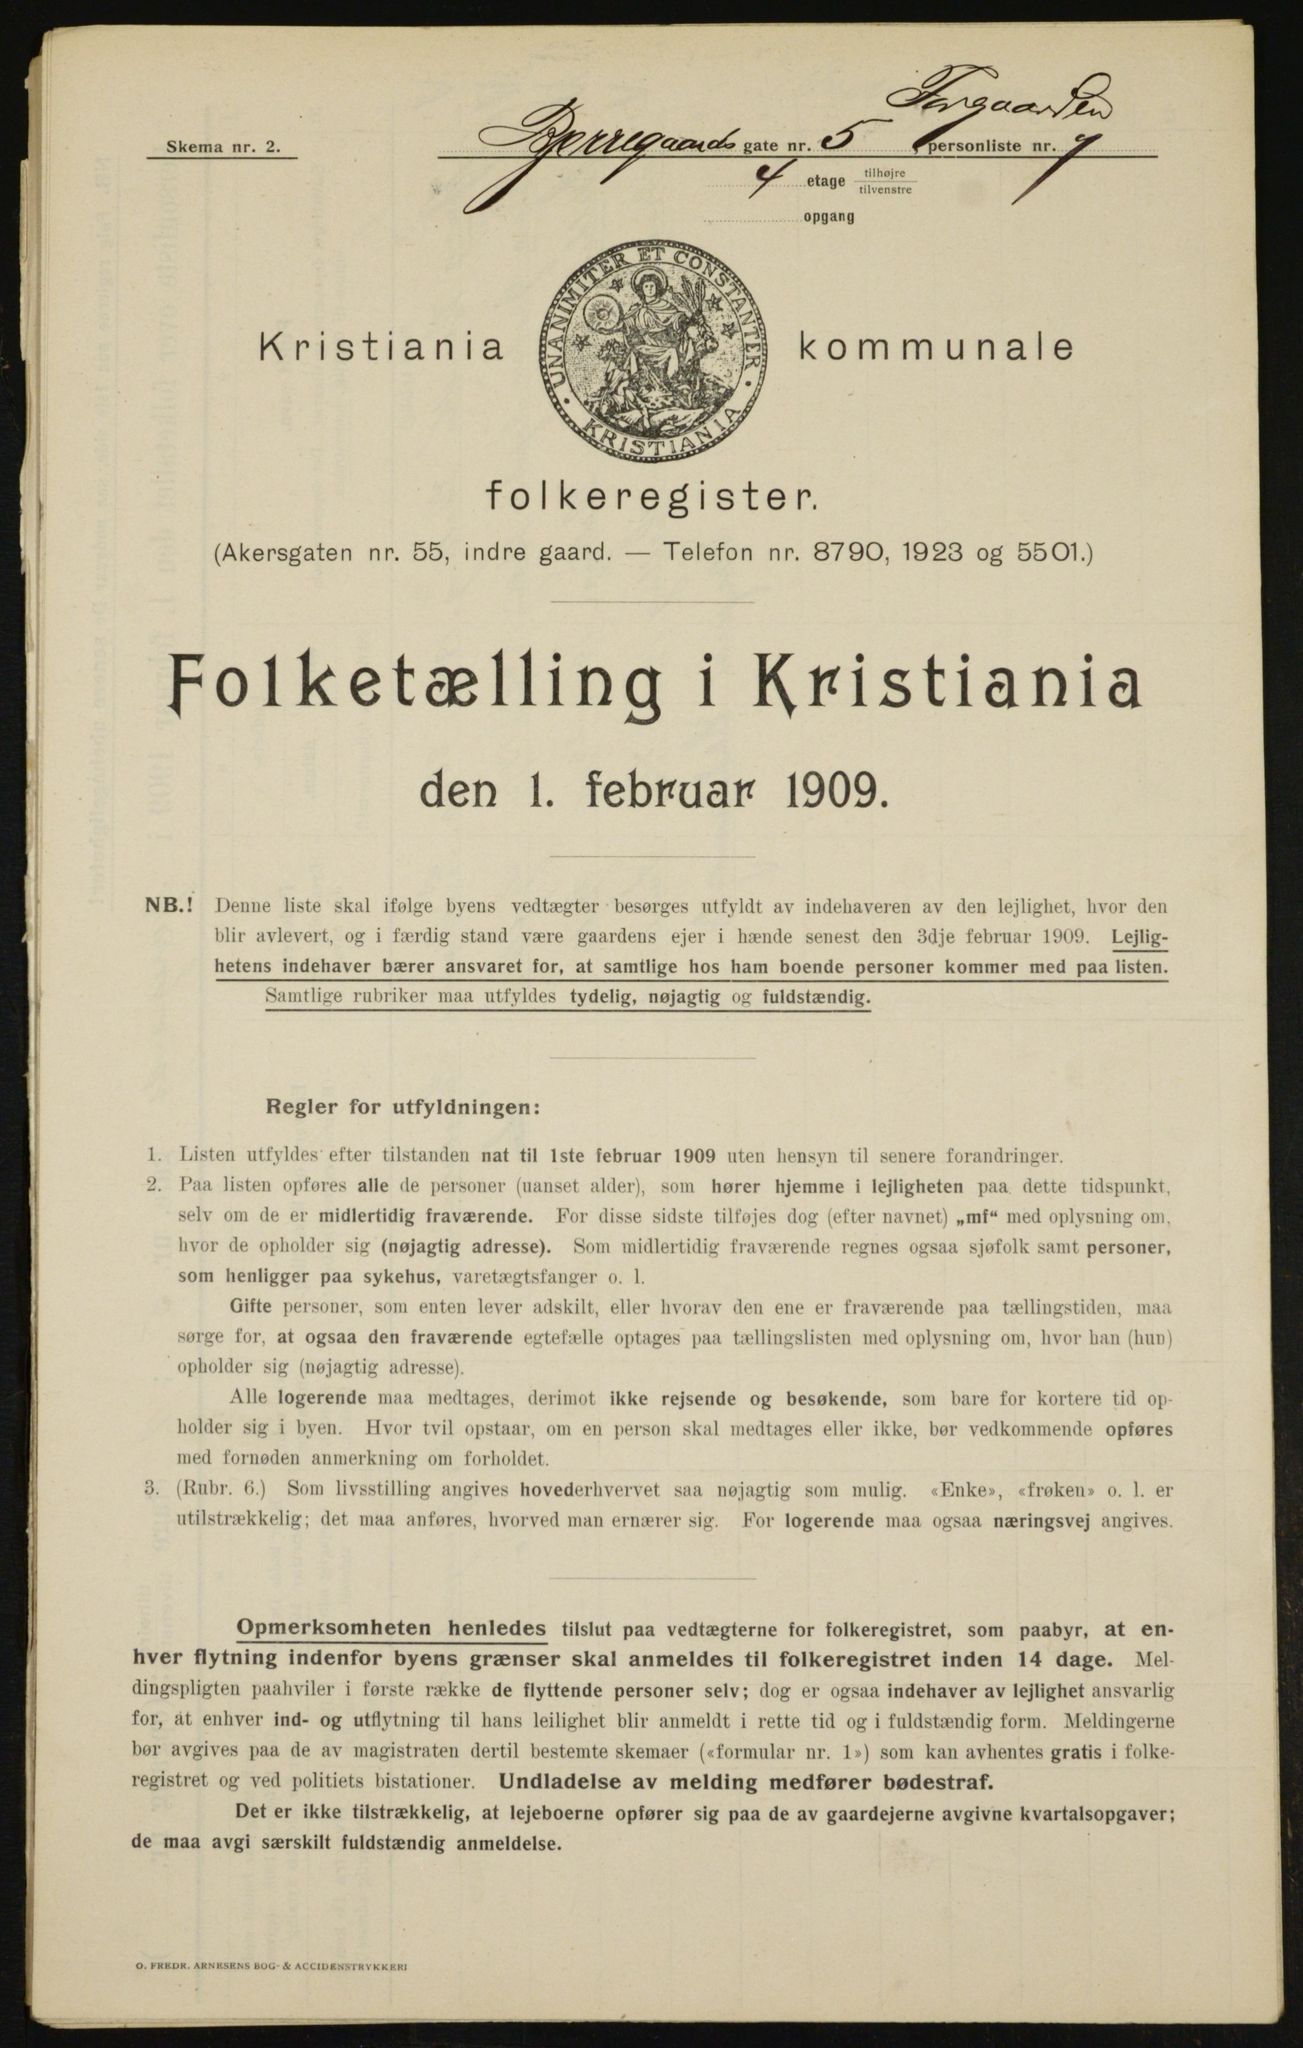 Forgaarden
Skema nr. 2.
Bjerregaards gate nr. 5 personliste nr. 7
4 etage tilhøjre
tilvenstre
opgang
UNANIMITER ET CONSTANTER
KRISTIANIA
Kristiania kommunale
folkeregister.
(Akersgaten nr. 55, indre gaard. — Telefon nr. 8790, 1923 og 5501.)
Folketælling i Kristiania
den 1. februar 1909.
NB.! Denne liste skal ifølge byens vedtægter besørges utfyldt av indehaveren av den lejlighet, hvor den
blir avlevert, og i færdig stand være gaardens ejer i hænde senest den 3dje februar 1909. Lejlig-
hetens indehaver bærer ansvaret for, at samtlige hos ham boende personer kommer med paa listen.
Samtlige rubriker maa utfyldes tydelig, nøjagtig og fuldstændig.
Regler for utfyldningen:
1. Listen utfyldes efter tilstanden nat til 1ste februar 1909 uten hensyn til senere forandringer.
2. Paa listen opføres alle de personer (uanset alder), som hører hjemme i lejligheten paa dette tidspunkt,
selv om de er midlertidig fraværende. For disse sidste tilføjes dog (efter navnet) „mf“ med oplysning om,
hvor de opholder sig (nøjagtig adresse). Som midlertidig fraværende regnes ogsaa sjøfolk samt personer,
som henligger paa sykehus, varetægtsfanger o. l.
Gifte personer, som enten lever adskilt, eller hvorav den ene er fraværende paa tællingstiden, maa
sørge for, at ogsaa den fraværende egtefælle optages paa tællingslisten med oplysning om, hvor han (hun)
opholder sig (nøjagtig adresse).
Alle logerende maa medtages, derimot ikke rejsende og besøkende, som bare for kortere tid op-
holder sig i byen. Hvor tvil opstaar, om en person skal medtages eller ikke, bør vedkommende opføres
med fornøden anmerkning om forholdet.
3. (Rubr. 6.) Som livsstilling angives hovederhvervet saa nøjagtig som mulig. «Enke», «frøken» o. l. er
utilstrækkelig; det maa anføres, hvorved man ernærer sig. For logerende maa ogsaa næringsvej angives.
Opmerksomheten henledes tilslut paa vedtægterne for folkeregistret, som paabyr, at en-
hver flytning indenfor byens grænser skal anmeldes til folkeregistret inden 14 dage. Mel-
dingspligten paahviler i første række de flyttende personer selv; dog er ogsaa indehaver av lejlighet ansvarlig
for, at enhver ind- og utflytning til hans leilighet blir anmeldt i rette tid og i fuldstændig form. Meldingerne
bør avgives paa de av magistraten dertil bestemte skemaer («formular nr. 1») som kan avhentes gratis i folke-
registret og ved politiets bistationer. Undladelse av melding medfører bødestraf.
Det er ikke tilstrækkelig, at lejeboerne opfører sig paa de av gaardejerne avgivne kvartalsopgaver;
de maa avgi særskilt fuldstændig anmeldelse.
O. FREDR. ARNESENS BOG- & ACCIDENSTRYKKERI